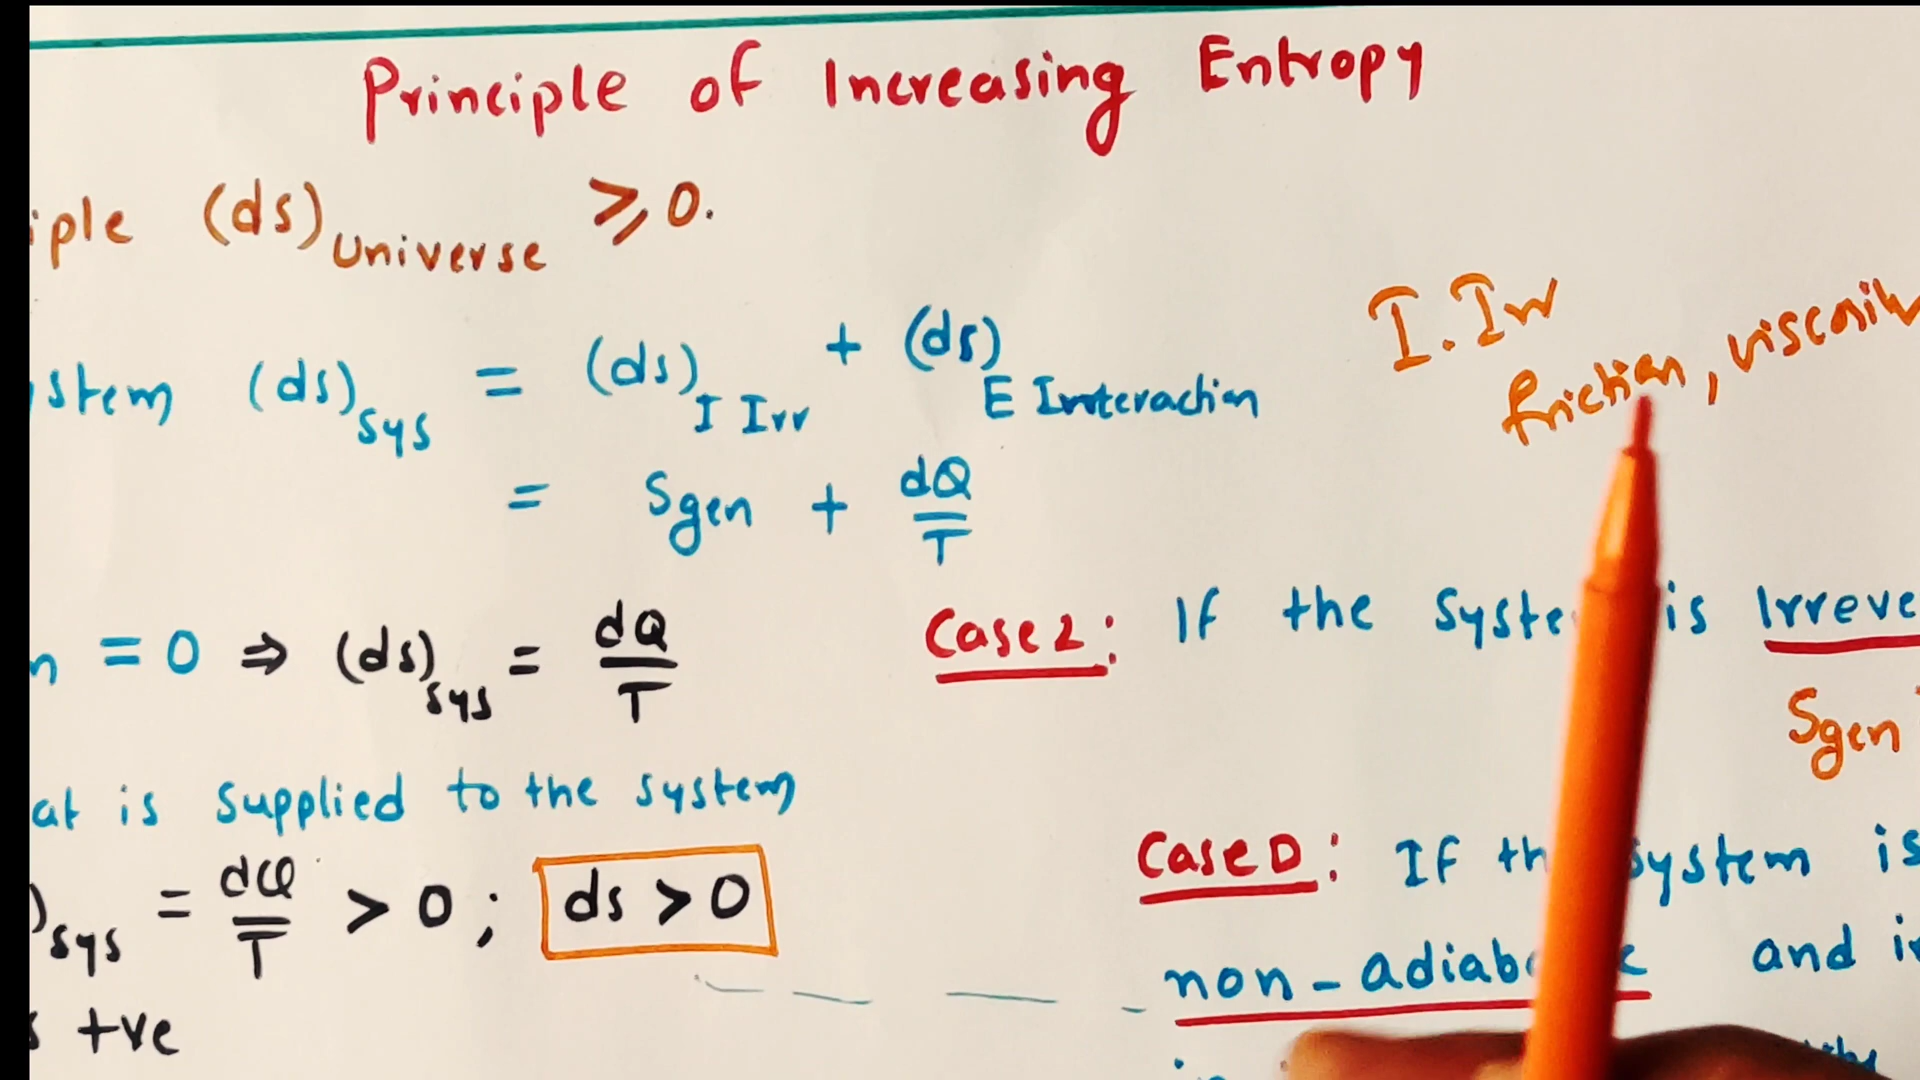 Principle of Increasing Entropy
iple (ds)Universe ⩾ 0.
stem (ds)sys = (ds)I Irr + (ds)E Interaction
= Sgen + dQ/T
I.Irr
friction, viscosi
n = 0 ⇒ (ds)sys = dQ/T
Case 2: If the Syste is Irreve
Sgen
at is supplied to the system
)sys = dQ/T > 0; ds > 0
s +ve
Case D: If th system is
non-adiab c and i